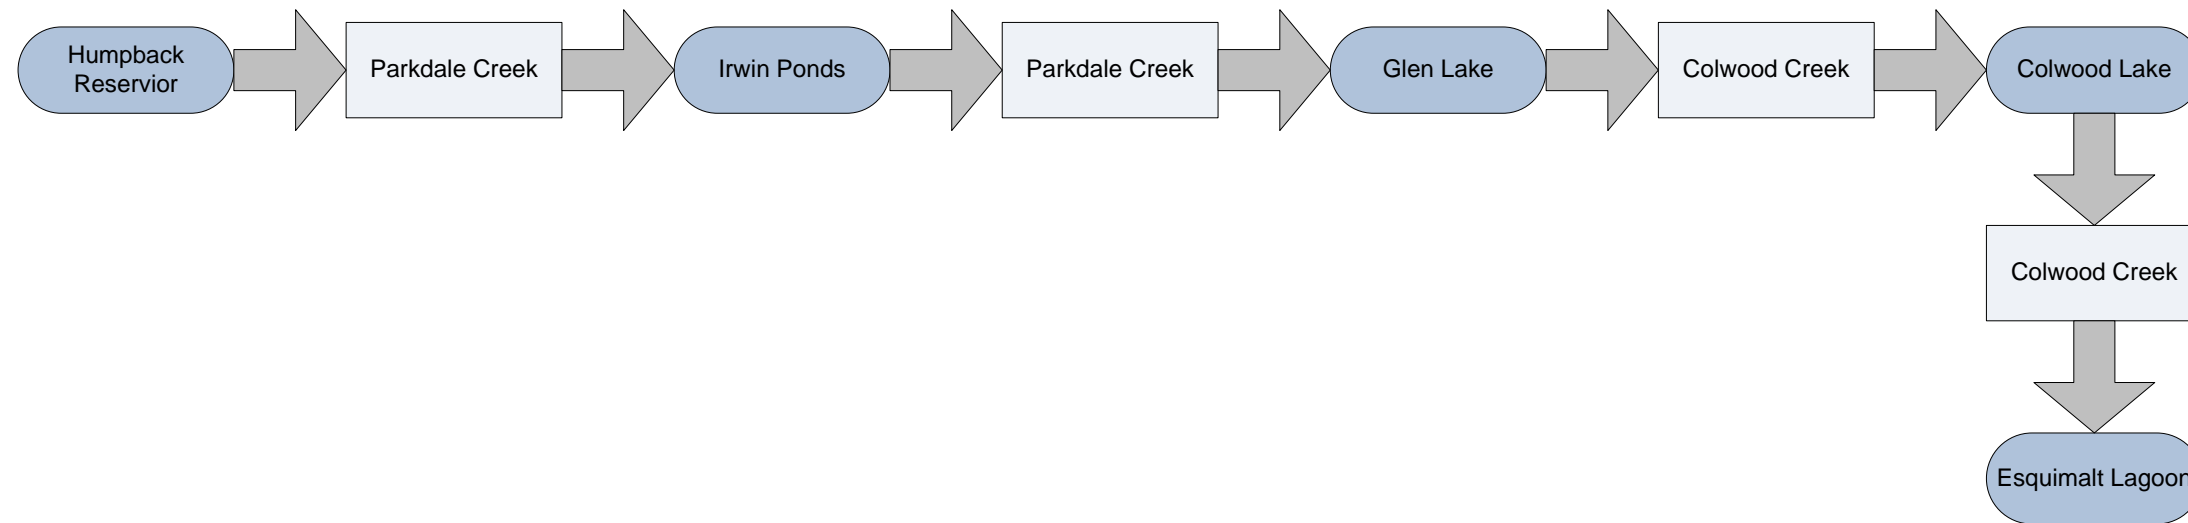 Humpback
Reservior
Parkdale Creek
Irwin Ponds
Parkdale Creek
Glen Lake
Colwood Creek
Colwood Lake
Colwood Creek
Esquimalt Lagoon